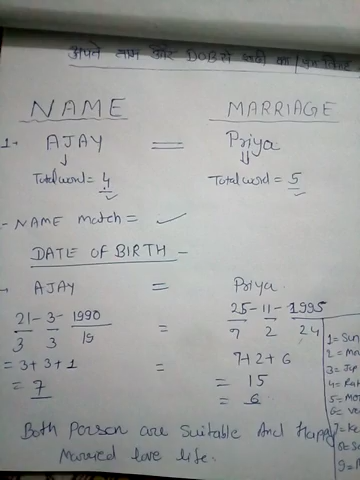 अपने नाम और DOB से शादी का
NAME MARRIAGE
1- AJAY = Priya
↓ ⇓
Total word = 4 Total word = 5
- NAME match = ✓
DATE OF BIRTH -
AJAY = Priya
21- 3- 1990 = 25-11-1995
3 3 19 7 2 24
= 3+3+1 = 7+2+6
= 7 = 15
= 6
1= Sun
2= Mo
3= Jup
4= Rah
5= Mer
6= Ve
7= Ke
8= Sa
9=
Both Person are Suitable And Happy
Married love life.